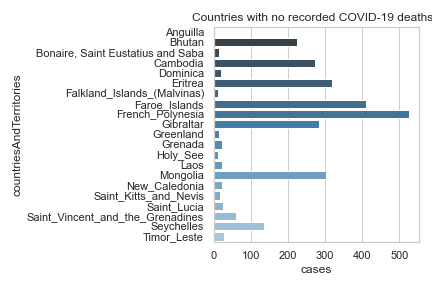 Countries with no recorded COVID-19 deaths
countriesAndTerritories
Anguilla
Bhutan
Bonaire, Saint Eustatius and Saba
Cambodia
Dominica
Eritrea
Falkland_Islands_(Malvinas)
Faroe_Islands
French_Polynesia
Gibraltar
Greenland
Grenada
Holy_See
Laos
Mongolia
New_Caledonia
Saint_Kitts_and_Nevis
Saint_Lucia
Saint_Vincent_and_the_Grenadines
Seychelles
Timor_Leste
0 100 200 300 400 500
cases